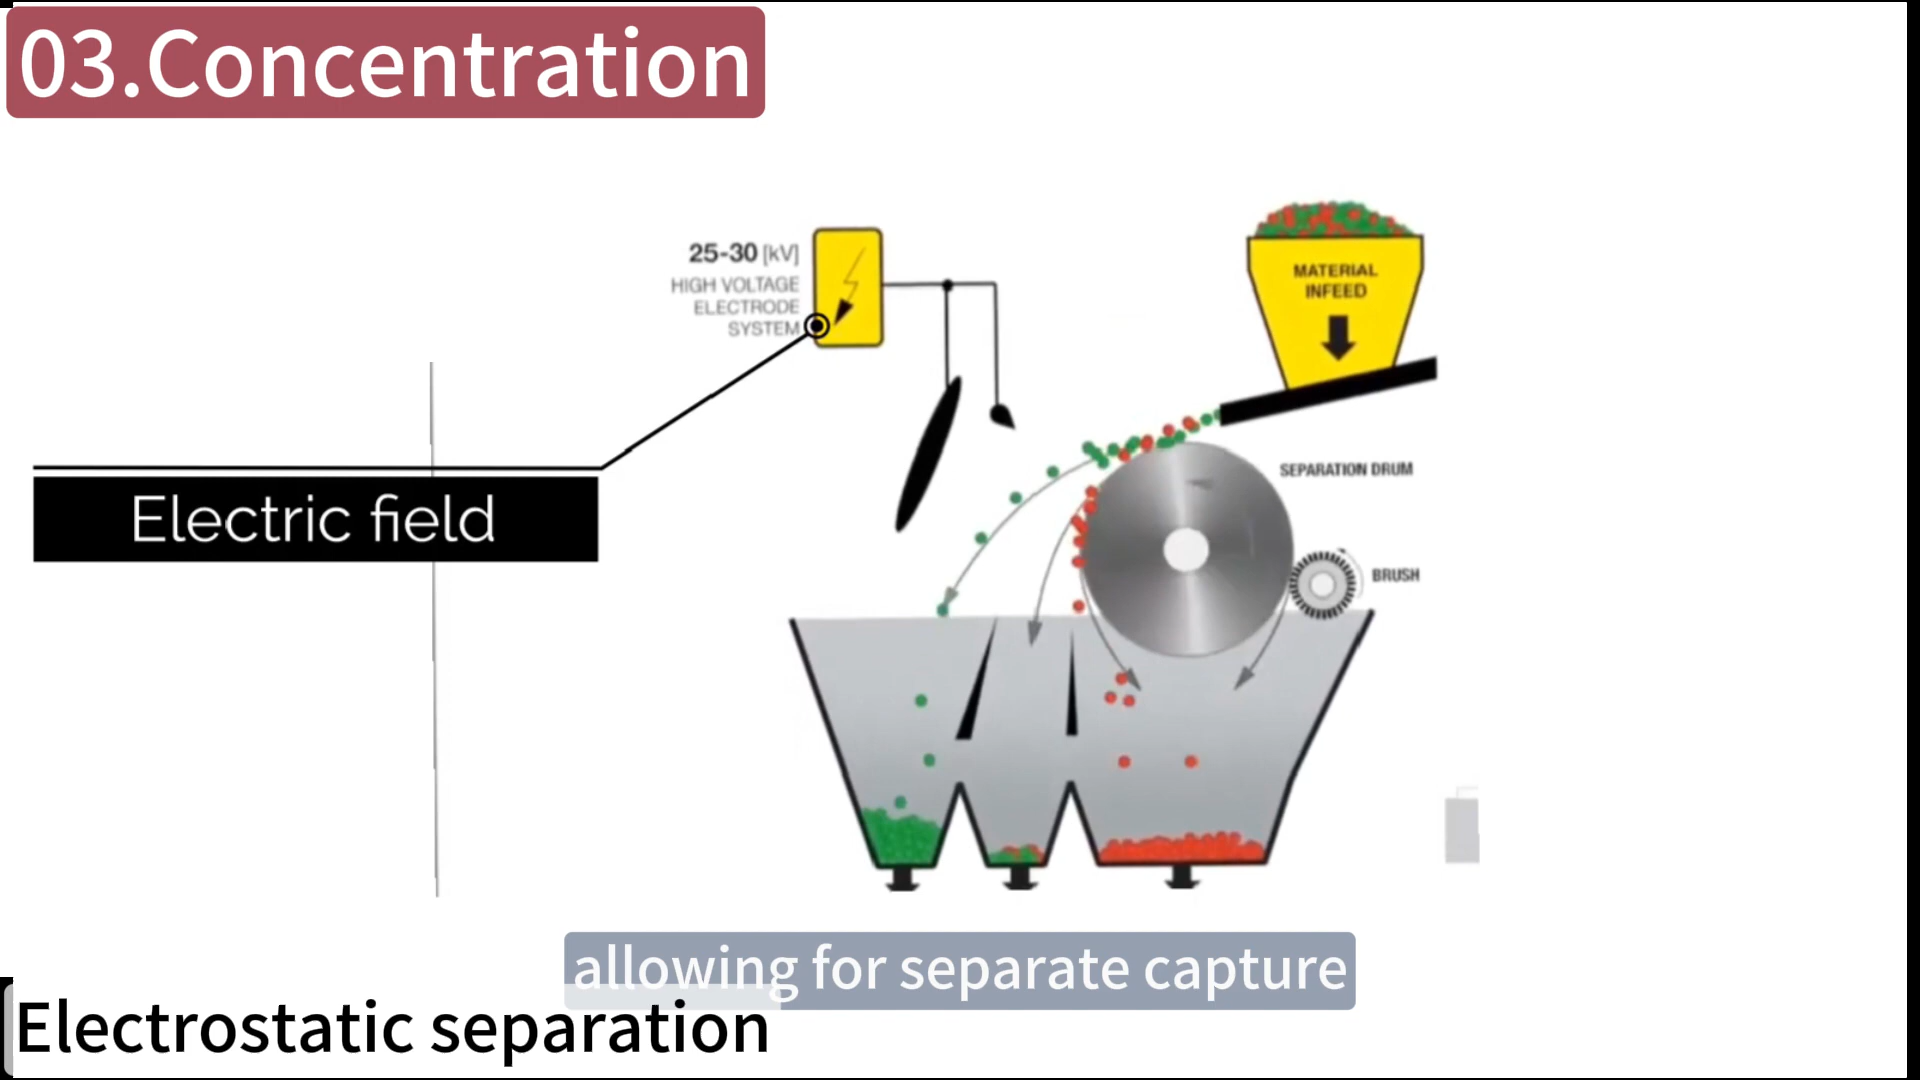 03.Concentration
25-30 [kV]
HIGH VOLTAGE
ELECTRODE
SYSTEM
MATERIAL
INFEED
SEPARATION DRUM
Electric field
BRUSH
allowing for separate capture
Electrostatic separation